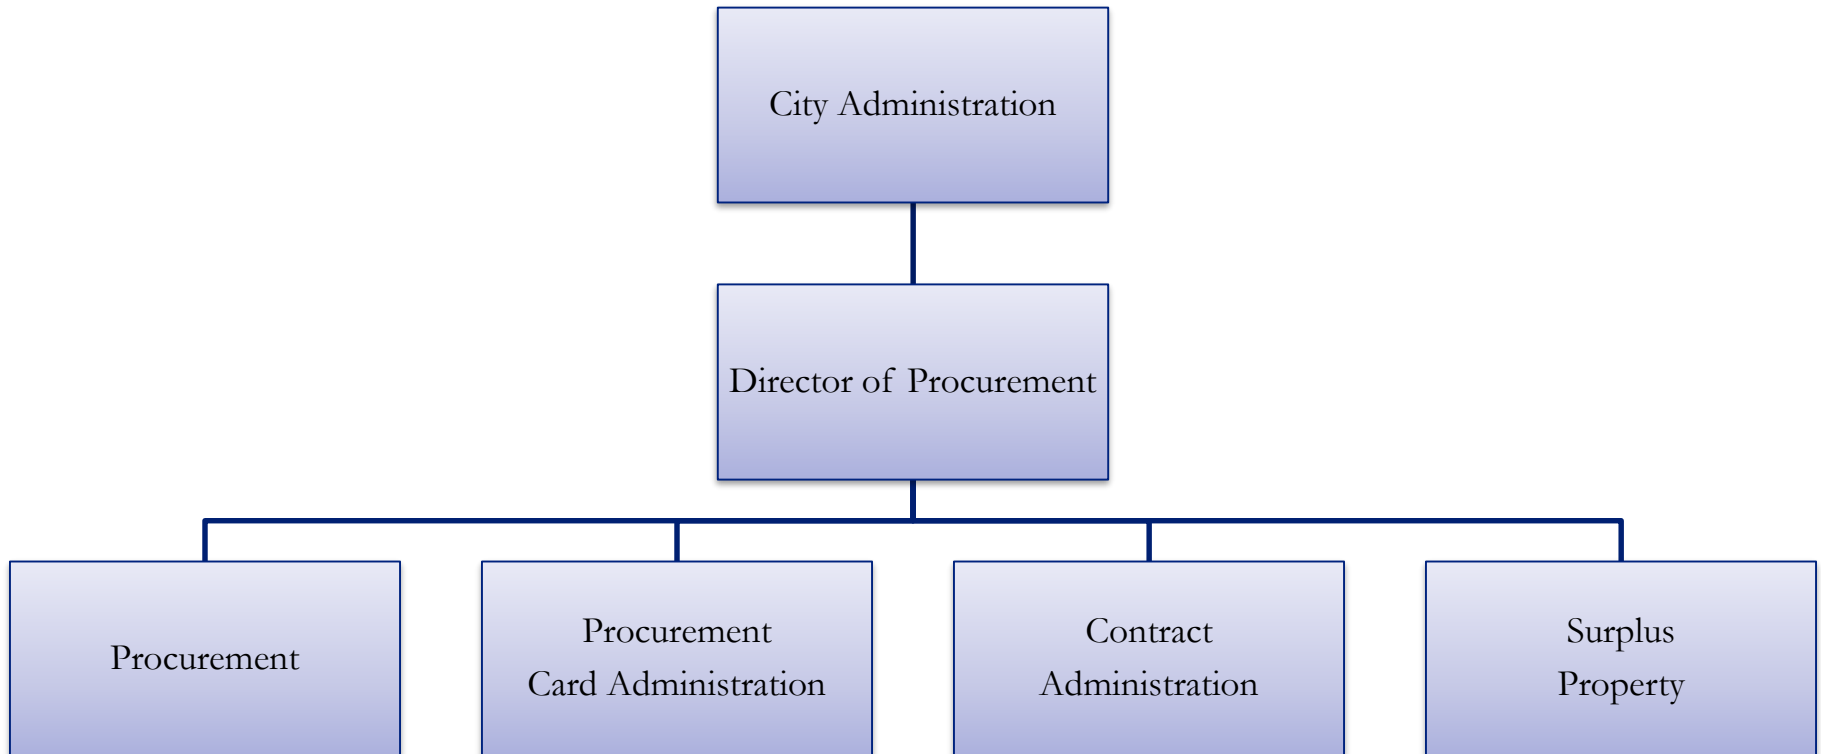 City Administration
Director of Procurement
Procurement
Procurement
Card Administration
Contract
Administration
Surplus
Property